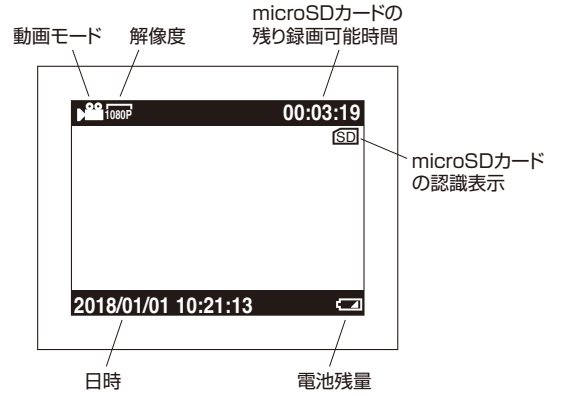 microSDカードの
残り録画可能時間
動画モード
解像度
1080P
00:03:19
SD
microSDカード
の認識表示
2018/01/01 10:21:13
日時
電池残量